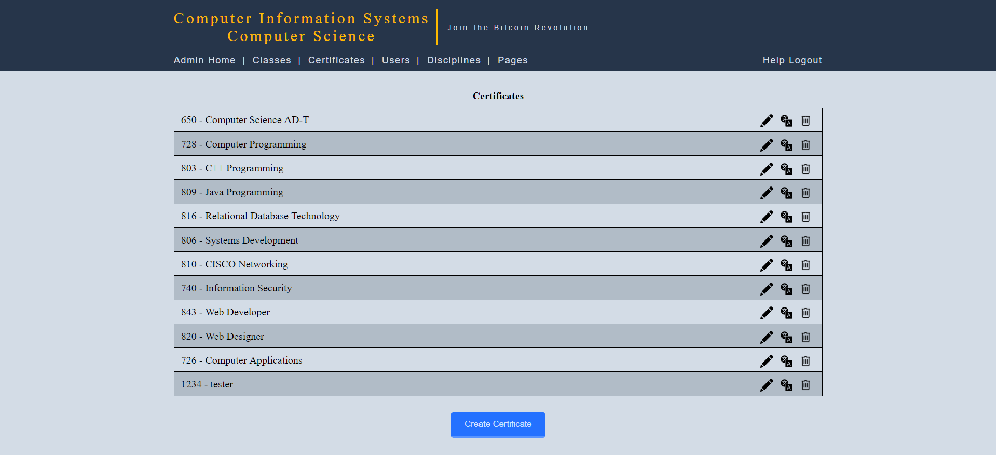 Computer Information Systems
Computer Science
Join the Bitcoin Revolution.
Admin Home | Classes | Certificates | Users | Disciplines | Pages
Help Logout
Certificates
650 - Computer Science AD-T
728 - Computer Programming
803 - C++ Programming
809 - Java Programming
816 - Relational Database Technology
806 - Systems Development
810 - CISCO Networking
740 - Information Security
843 - Web Developer
820 - Web Designer
726 - Computer Applications
1234 - tester
Create Certificate